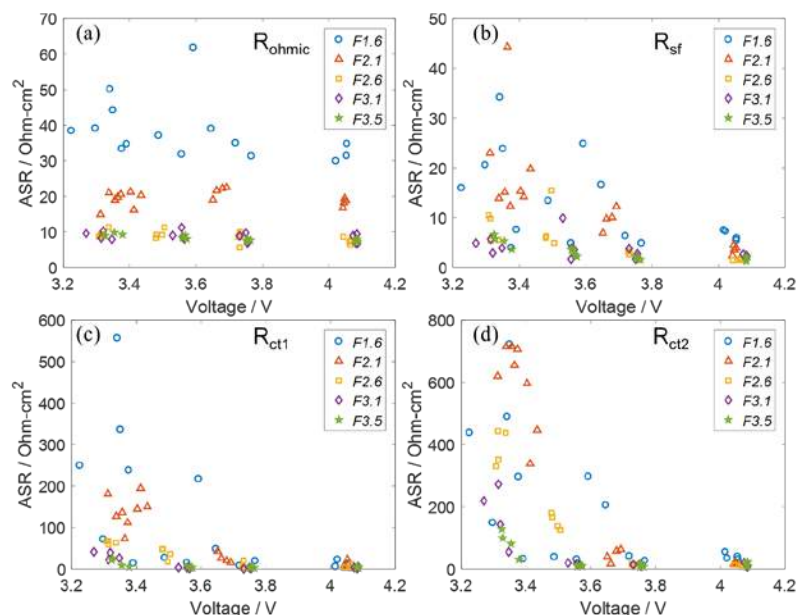 (a)
R_ohmic
ASR / Ohm-cm²
70
60
50
40
30
20
10
0
3.2 3.4 3.6 3.8 4 4.2
Voltage / V
F1.6
F2.1
F2.6
F3.1
F3.5
(b)
R_sf
ASR / Ohm-cm²
50
40
30
20
10
0
3.2 3.4 3.6 3.8 4 4.2
Voltage / V
F1.6
F2.1
F2.6
F3.1
F3.5
(c)
R_ct1
ASR / Ohm-cm²
600
500
400
300
200
100
0
3.2 3.4 3.6 3.8 4 4.2
Voltage / V
F1.6
F2.1
F2.6
F3.1
F3.5
(d)
R_ct2
ASR / Ohm-cm²
800
600
400
200
0
3.2 3.4 3.6 3.8 4 4.2
Voltage / V
F1.6
F2.1
F2.6
F3.1
F3.5